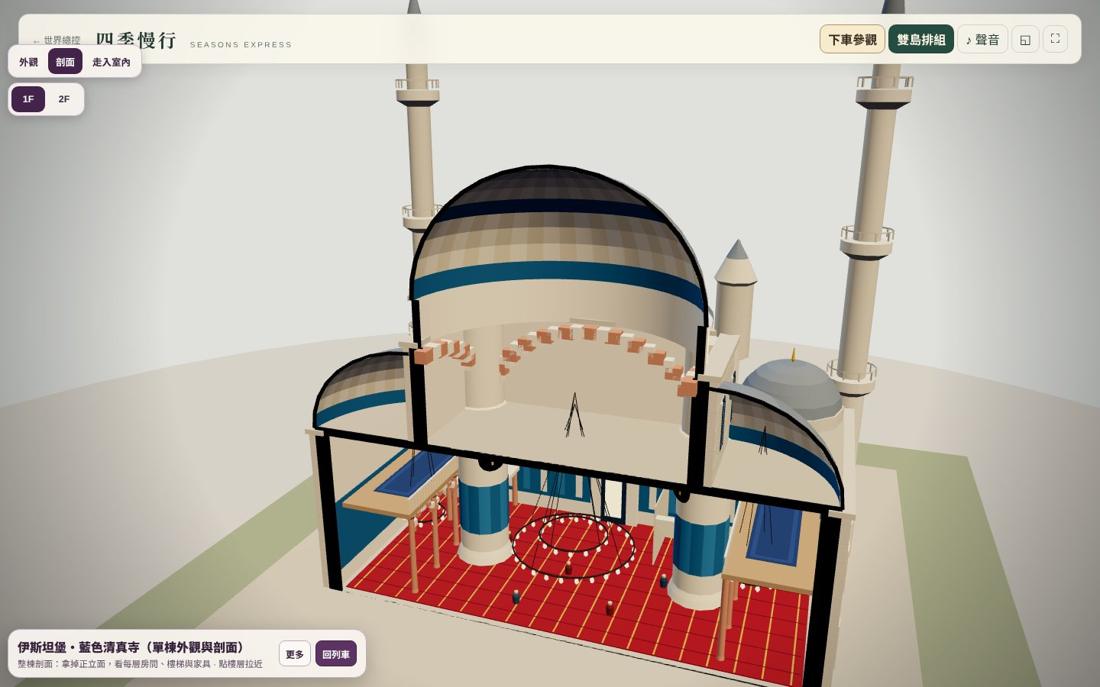 ← 世界總控 四季慢行 SEASONS EXPRESS 下車參觀 雙島排組 ♪ 聲音
外觀 剖面 走入室內
1F 2F
伊斯坦堡・藍色清真寺（單棟外觀與剖面） 更多 回列車
整棟剖面：拿掉正立面，看每層房間、樓梯與家具 · 點樓層拉近